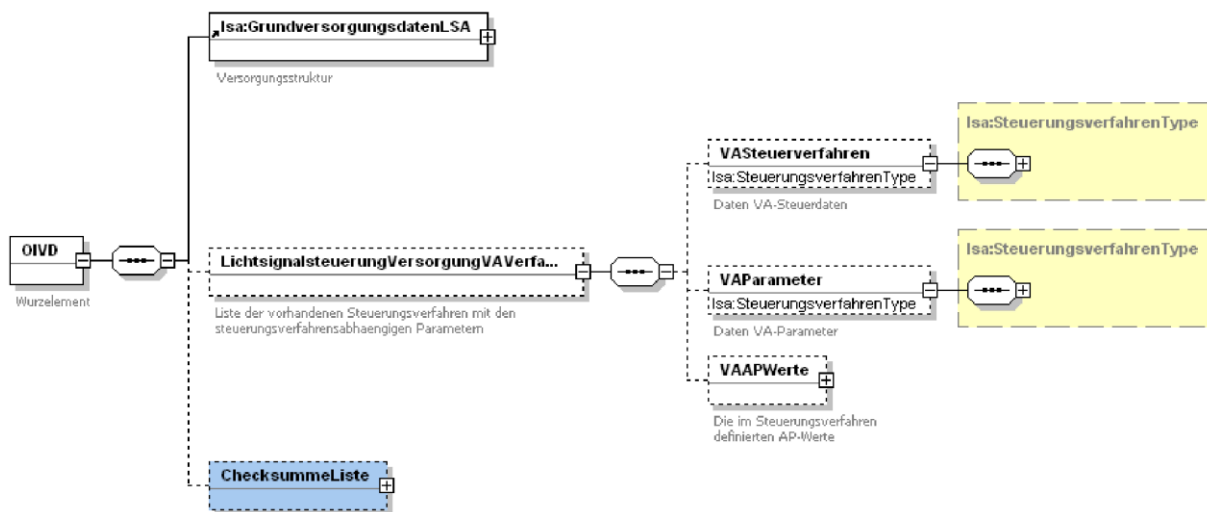 lsa:GrundversorgungsdatenLSA
Versorgungsstruktur
lsa:SteuerungsverfahrenType
VASteuerverfahren
lsa:SteuerungsverfahrenType
Daten VA-Steuerdaten
OIVD
Wurzelement
LichtsignalsteuerungVersorgungVAVerfa...
Liste der vorhandenen Steuerungsverfahren mit den
steuerungsverfahrensabhaengigen Parametern
lsa:SteuerungsverfahrenType
VAParameter
lsa:SteuerungsverfahrenType
Daten VA-Parameter
VAAPWerte
Die im Steuerungsverfahren
definierten AP-Werte
ChecksummeListe